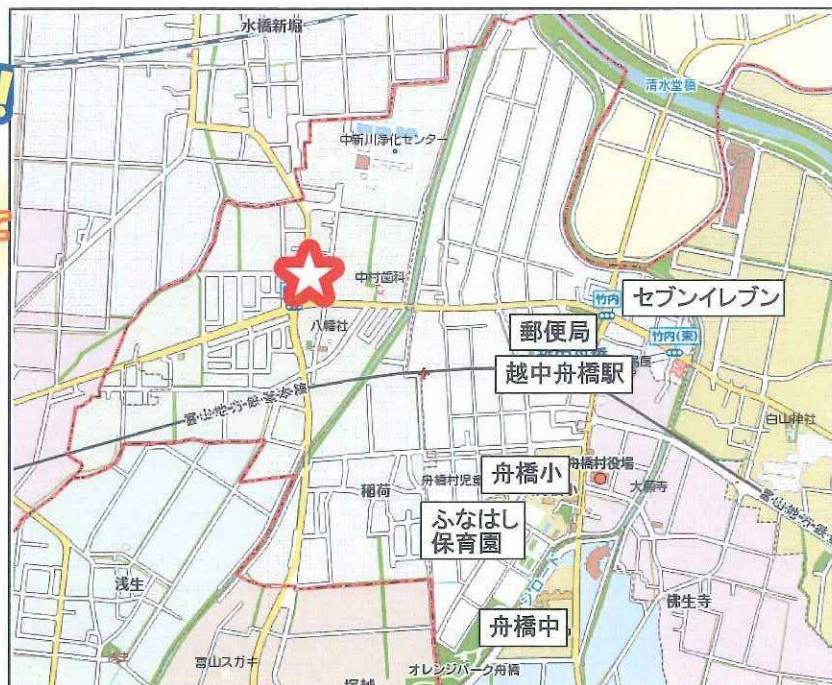 水橋新堀
清水堂橋
中新川浄化センター
!
中村歯科
セブンイレブン
竹内
八幡社
郵便局
竹内(東)
越中舟橋駅
富山地方鉄道本線
白山神社
舟橋小
舟橋村役場
稲荷
大願寺
ふなはし
保育園
浅生
佛生寺
舟橋中
富山スガキ
オレンジパーク舟橋